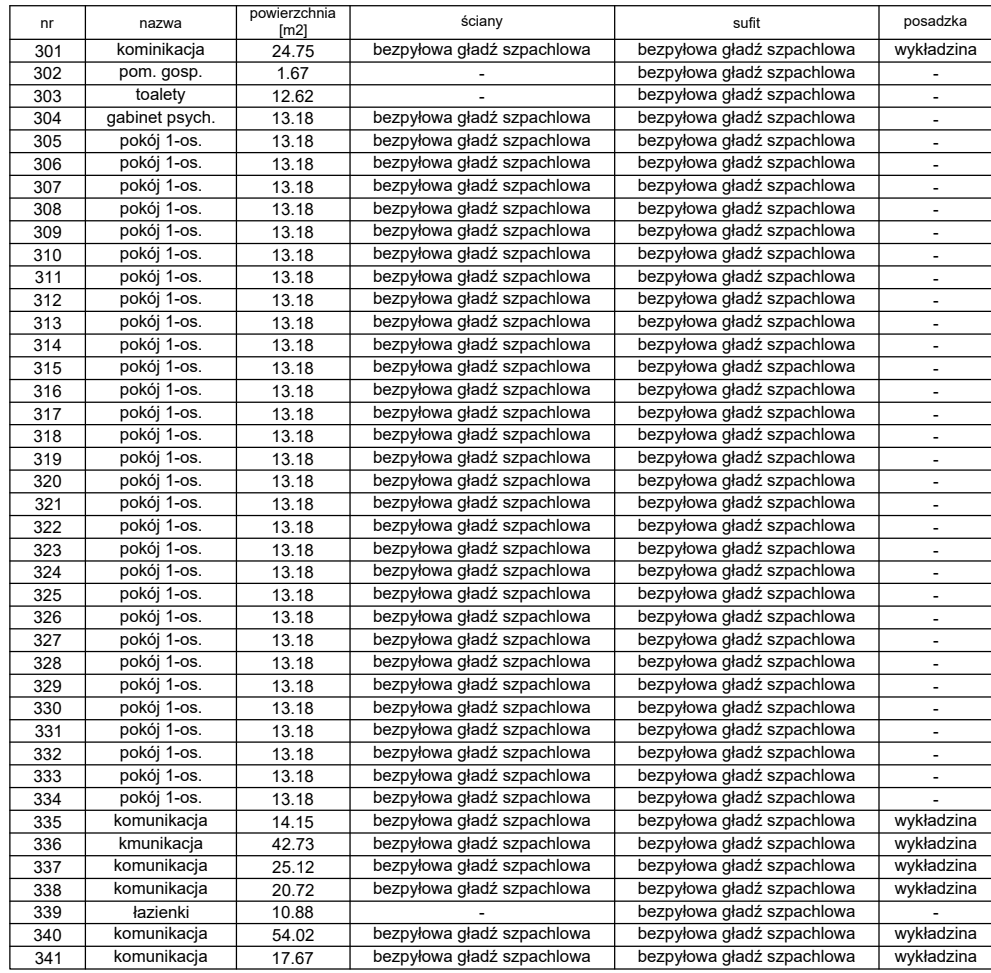 nr nazwa powierzchnia [m2] ściany sufit posadzka
301 kominikacja 24.75 bezpyłowa gładź szpachlowa bezpyłowa gładź szpachlowa wykładzina
302 pom. gosp. 1.67 - bezpyłowa gładź szpachlowa -
303 toalety 12.62 - bezpyłowa gładź szpachlowa -
304 gabinet psych. 13.18 bezpyłowa gładź szpachlowa bezpyłowa gładź szpachlowa -
305 pokój 1-os. 13.18 bezpyłowa gładź szpachlowa bezpyłowa gładź szpachlowa -
306 pokój 1-os. 13.18 bezpyłowa gładź szpachlowa bezpyłowa gładź szpachlowa -
307 pokój 1-os. 13.18 bezpyłowa gładź szpachlowa bezpyłowa gładź szpachlowa -
308 pokój 1-os. 13.18 bezpyłowa gładź szpachlowa bezpyłowa gładź szpachlowa -
309 pokój 1-os. 13.18 bezpyłowa gładź szpachlowa bezpyłowa gładź szpachlowa -
310 pokój 1-os. 13.18 bezpyłowa gładź szpachlowa bezpyłowa gładź szpachlowa -
311 pokój 1-os. 13.18 bezpyłowa gładź szpachlowa bezpyłowa gładź szpachlowa -
312 pokój 1-os. 13.18 bezpyłowa gładź szpachlowa bezpyłowa gładź szpachlowa -
313 pokój 1-os. 13.18 bezpyłowa gładź szpachlowa bezpyłowa gładź szpachlowa -
314 pokój 1-os. 13.18 bezpyłowa gładź szpachlowa bezpyłowa gładź szpachlowa -
315 pokój 1-os. 13.18 bezpyłowa gładź szpachlowa bezpyłowa gładź szpachlowa -
316 pokój 1-os. 13.18 bezpyłowa gładź szpachlowa bezpyłowa gładź szpachlowa -
317 pokój 1-os. 13.18 bezpyłowa gładź szpachlowa bezpyłowa gładź szpachlowa -
318 pokój 1-os. 13.18 bezpyłowa gładź szpachlowa bezpyłowa gładź szpachlowa -
319 pokój 1-os. 13.18 bezpyłowa gładź szpachlowa bezpyłowa gładź szpachlowa -
320 pokój 1-os. 13.18 bezpyłowa gładź szpachlowa bezpyłowa gładź szpachlowa -
321 pokój 1-os. 13.18 bezpyłowa gładź szpachlowa bezpyłowa gładź szpachlowa -
322 pokój 1-os. 13.18 bezpyłowa gładź szpachlowa bezpyłowa gładź szpachlowa -
323 pokój 1-os. 13.18 bezpyłowa gładź szpachlowa bezpyłowa gładź szpachlowa -
324 pokój 1-os. 13.18 bezpyłowa gładź szpachlowa bezpyłowa gładź szpachlowa -
325 pokój 1-os. 13.18 bezpyłowa gładź szpachlowa bezpyłowa gładź szpachlowa -
326 pokój 1-os. 13.18 bezpyłowa gładź szpachlowa bezpyłowa gładź szpachlowa -
327 pokój 1-os. 13.18 bezpyłowa gładź szpachlowa bezpyłowa gładź szpachlowa -
328 pokój 1-os. 13.18 bezpyłowa gładź szpachlowa bezpyłowa gładź szpachlowa -
329 pokój 1-os. 13.18 bezpyłowa gładź szpachlowa bezpyłowa gładź szpachlowa -
330 pokój 1-os. 13.18 bezpyłowa gładź szpachlowa bezpyłowa gładź szpachlowa -
331 pokój 1-os. 13.18 bezpyłowa gładź szpachlowa bezpyłowa gładź szpachlowa -
332 pokój 1-os. 13.18 bezpyłowa gładź szpachlowa bezpyłowa gładź szpachlowa -
333 pokój 1-os. 13.18 bezpyłowa gładź szpachlowa bezpyłowa gładź szpachlowa -
334 pokój 1-os. 13.18 bezpyłowa gładź szpachlowa bezpyłowa gładź szpachlowa -
335 komunikacja 14.15 bezpyłowa gładź szpachlowa bezpyłowa gładź szpachlowa wykładzina
336 kmunikacja 42.73 bezpyłowa gładź szpachlowa bezpyłowa gładź szpachlowa wykładzina
337 komunikacja 25.12 bezpyłowa gładź szpachlowa bezpyłowa gładź szpachlowa wykładzina
338 komunikacja 20.72 bezpyłowa gładź szpachlowa bezpyłowa gładź szpachlowa wykładzina
339 łazienki 10.88 - bezpyłowa gładź szpachlowa -
340 komunikacja 54.02 bezpyłowa gładź szpachlowa bezpyłowa gładź szpachlowa wykładzina
341 komunikacja 17.67 bezpyłowa gładź szpachlowa bezpyłowa gładź szpachlowa wykładzina